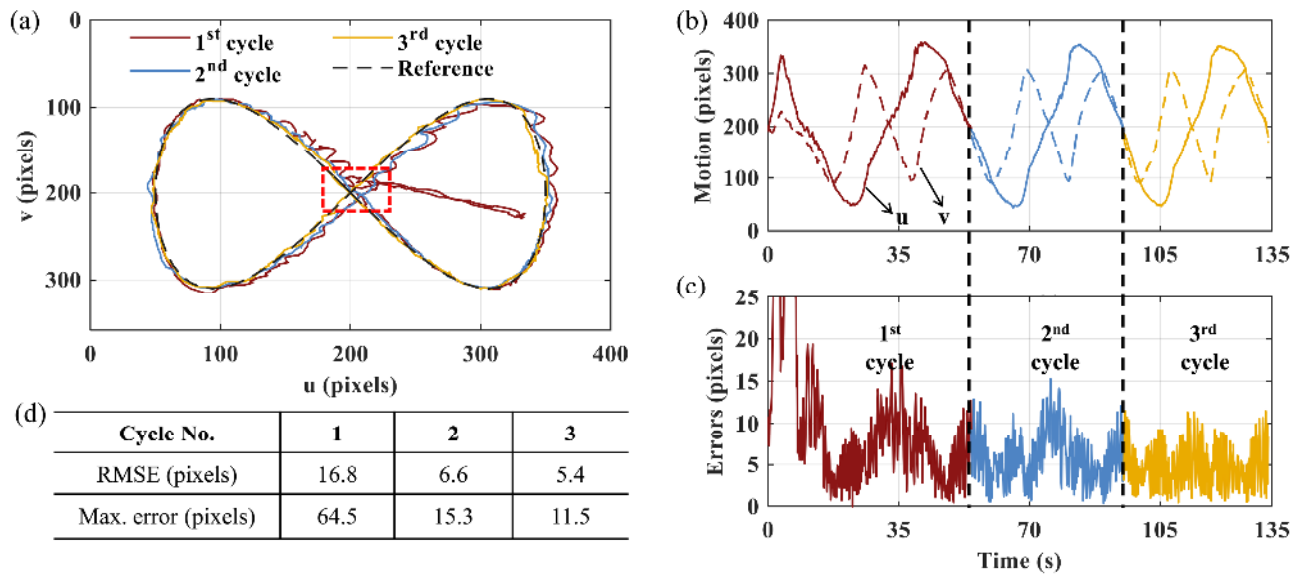 (a)
1st cycle
2nd cycle
3rd cycle
Reference
0
100
200
300
v (pixels)
0
100
200
300
400
u (pixels)
(b)
400
300
200
100
0
Motion (pixels)
u
v
0
35
70
105
135
(c)
25
20
15
10
5
0
Errors (pixels)
1st
cycle
2nd
cycle
3rd
cycle
0
35
70
105
135
Time (s)
(d)
Cycle No. 1 2 3
RMSE (pixels) 16.8 6.6 5.4
Max. error (pixels) 64.5 15.3 11.5